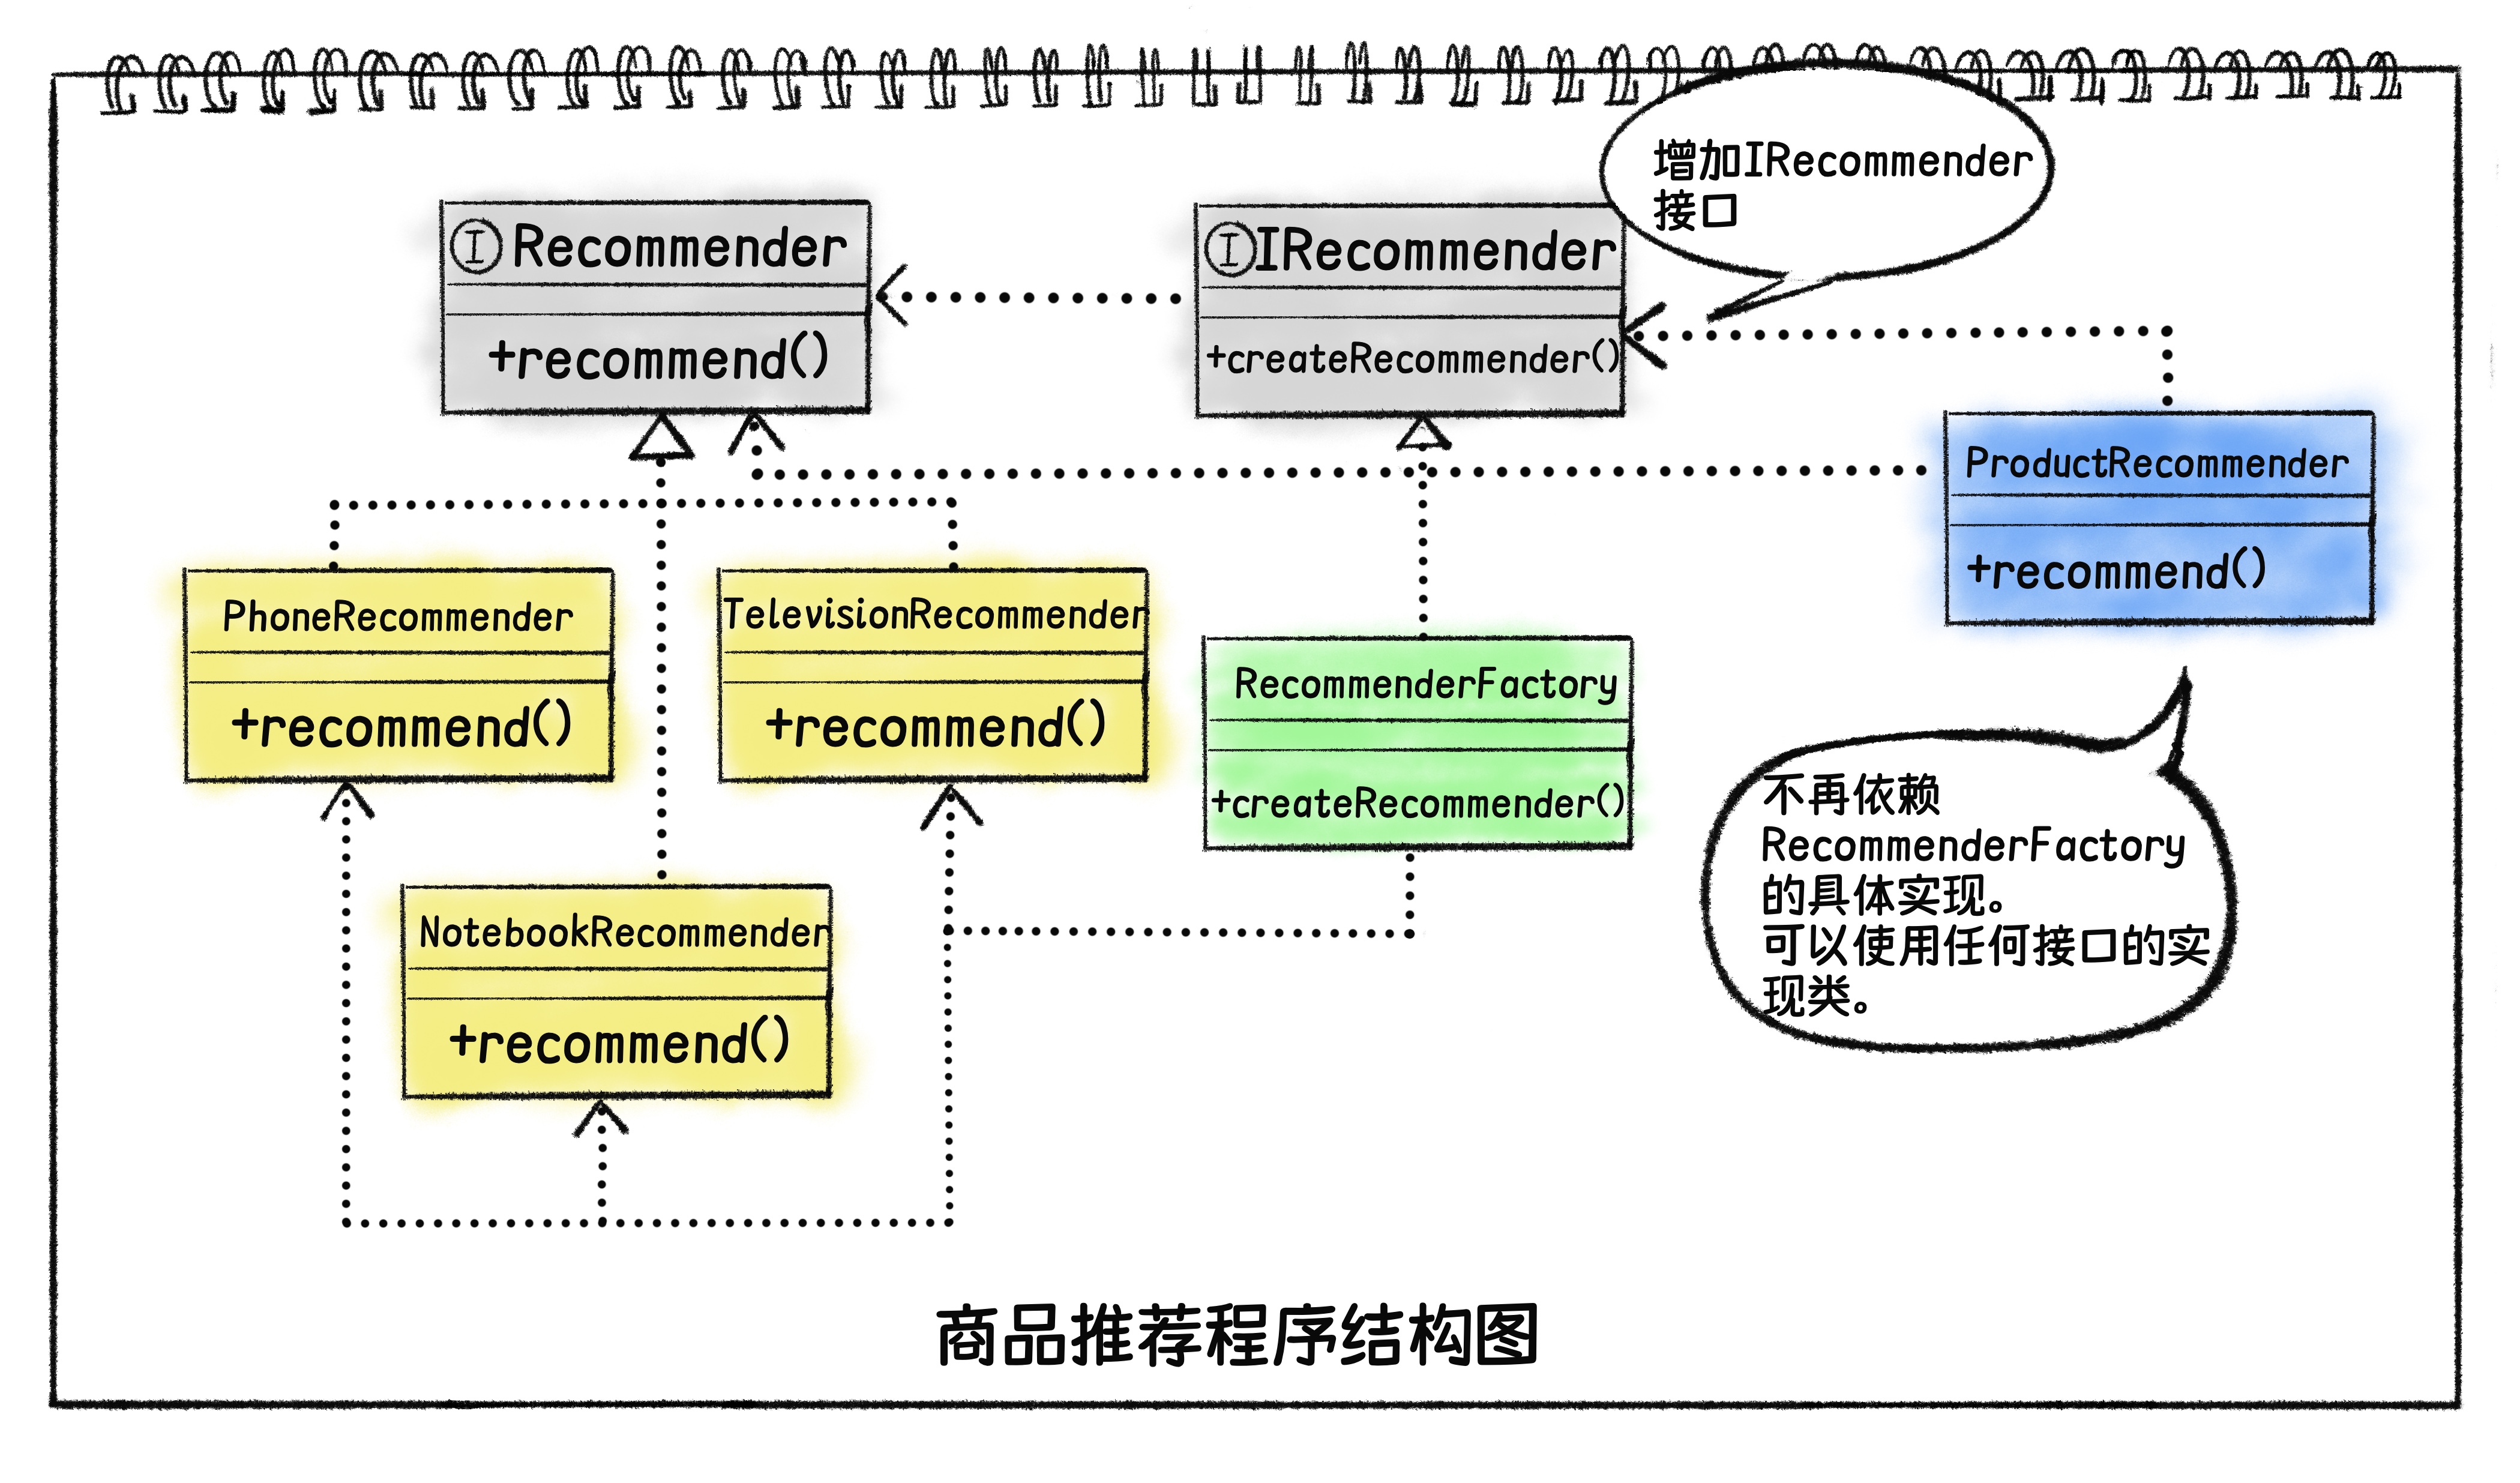 增加IRecommender
接口
I Recommender
+recommend()
I IRecommender
+createRecommender()
ProductRecommender
+recommend()
PhoneRecommender
+recommend()
TelevisionRecommender
+recommend()
RecommenderFactory
+createRecommender()
不再依赖
RecommenderFactory
的具体实现。
可以使用任何接口的实
现类。
NotebookRecommender
+recommend()
商品推荐程序结构图